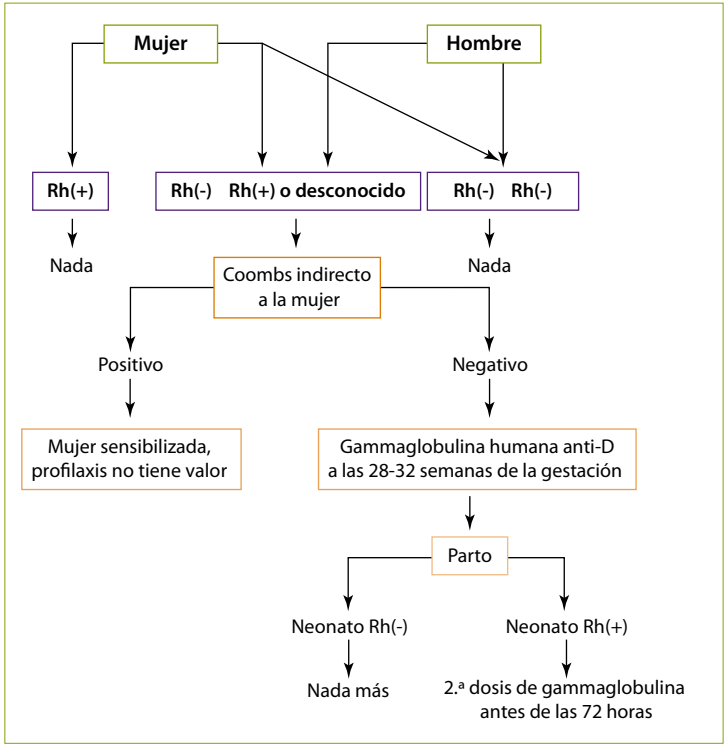 Mujer
Hombre
Rh(+)
Rh(-) Rh(+) o desconocido
Rh(-) Rh(-)
Nada
Coombs indirecto
a la mujer
Nada
Positivo
Negativo
Mujer sensibilizada,
profilaxis no tiene valor
Gammaglobulina humana anti-D
a las 28-32 semanas de la gestación
Parto
Neonato Rh(-)
Neonato Rh(+)
Nada más
2.ª dosis de gammaglobulina
antes de las 72 horas